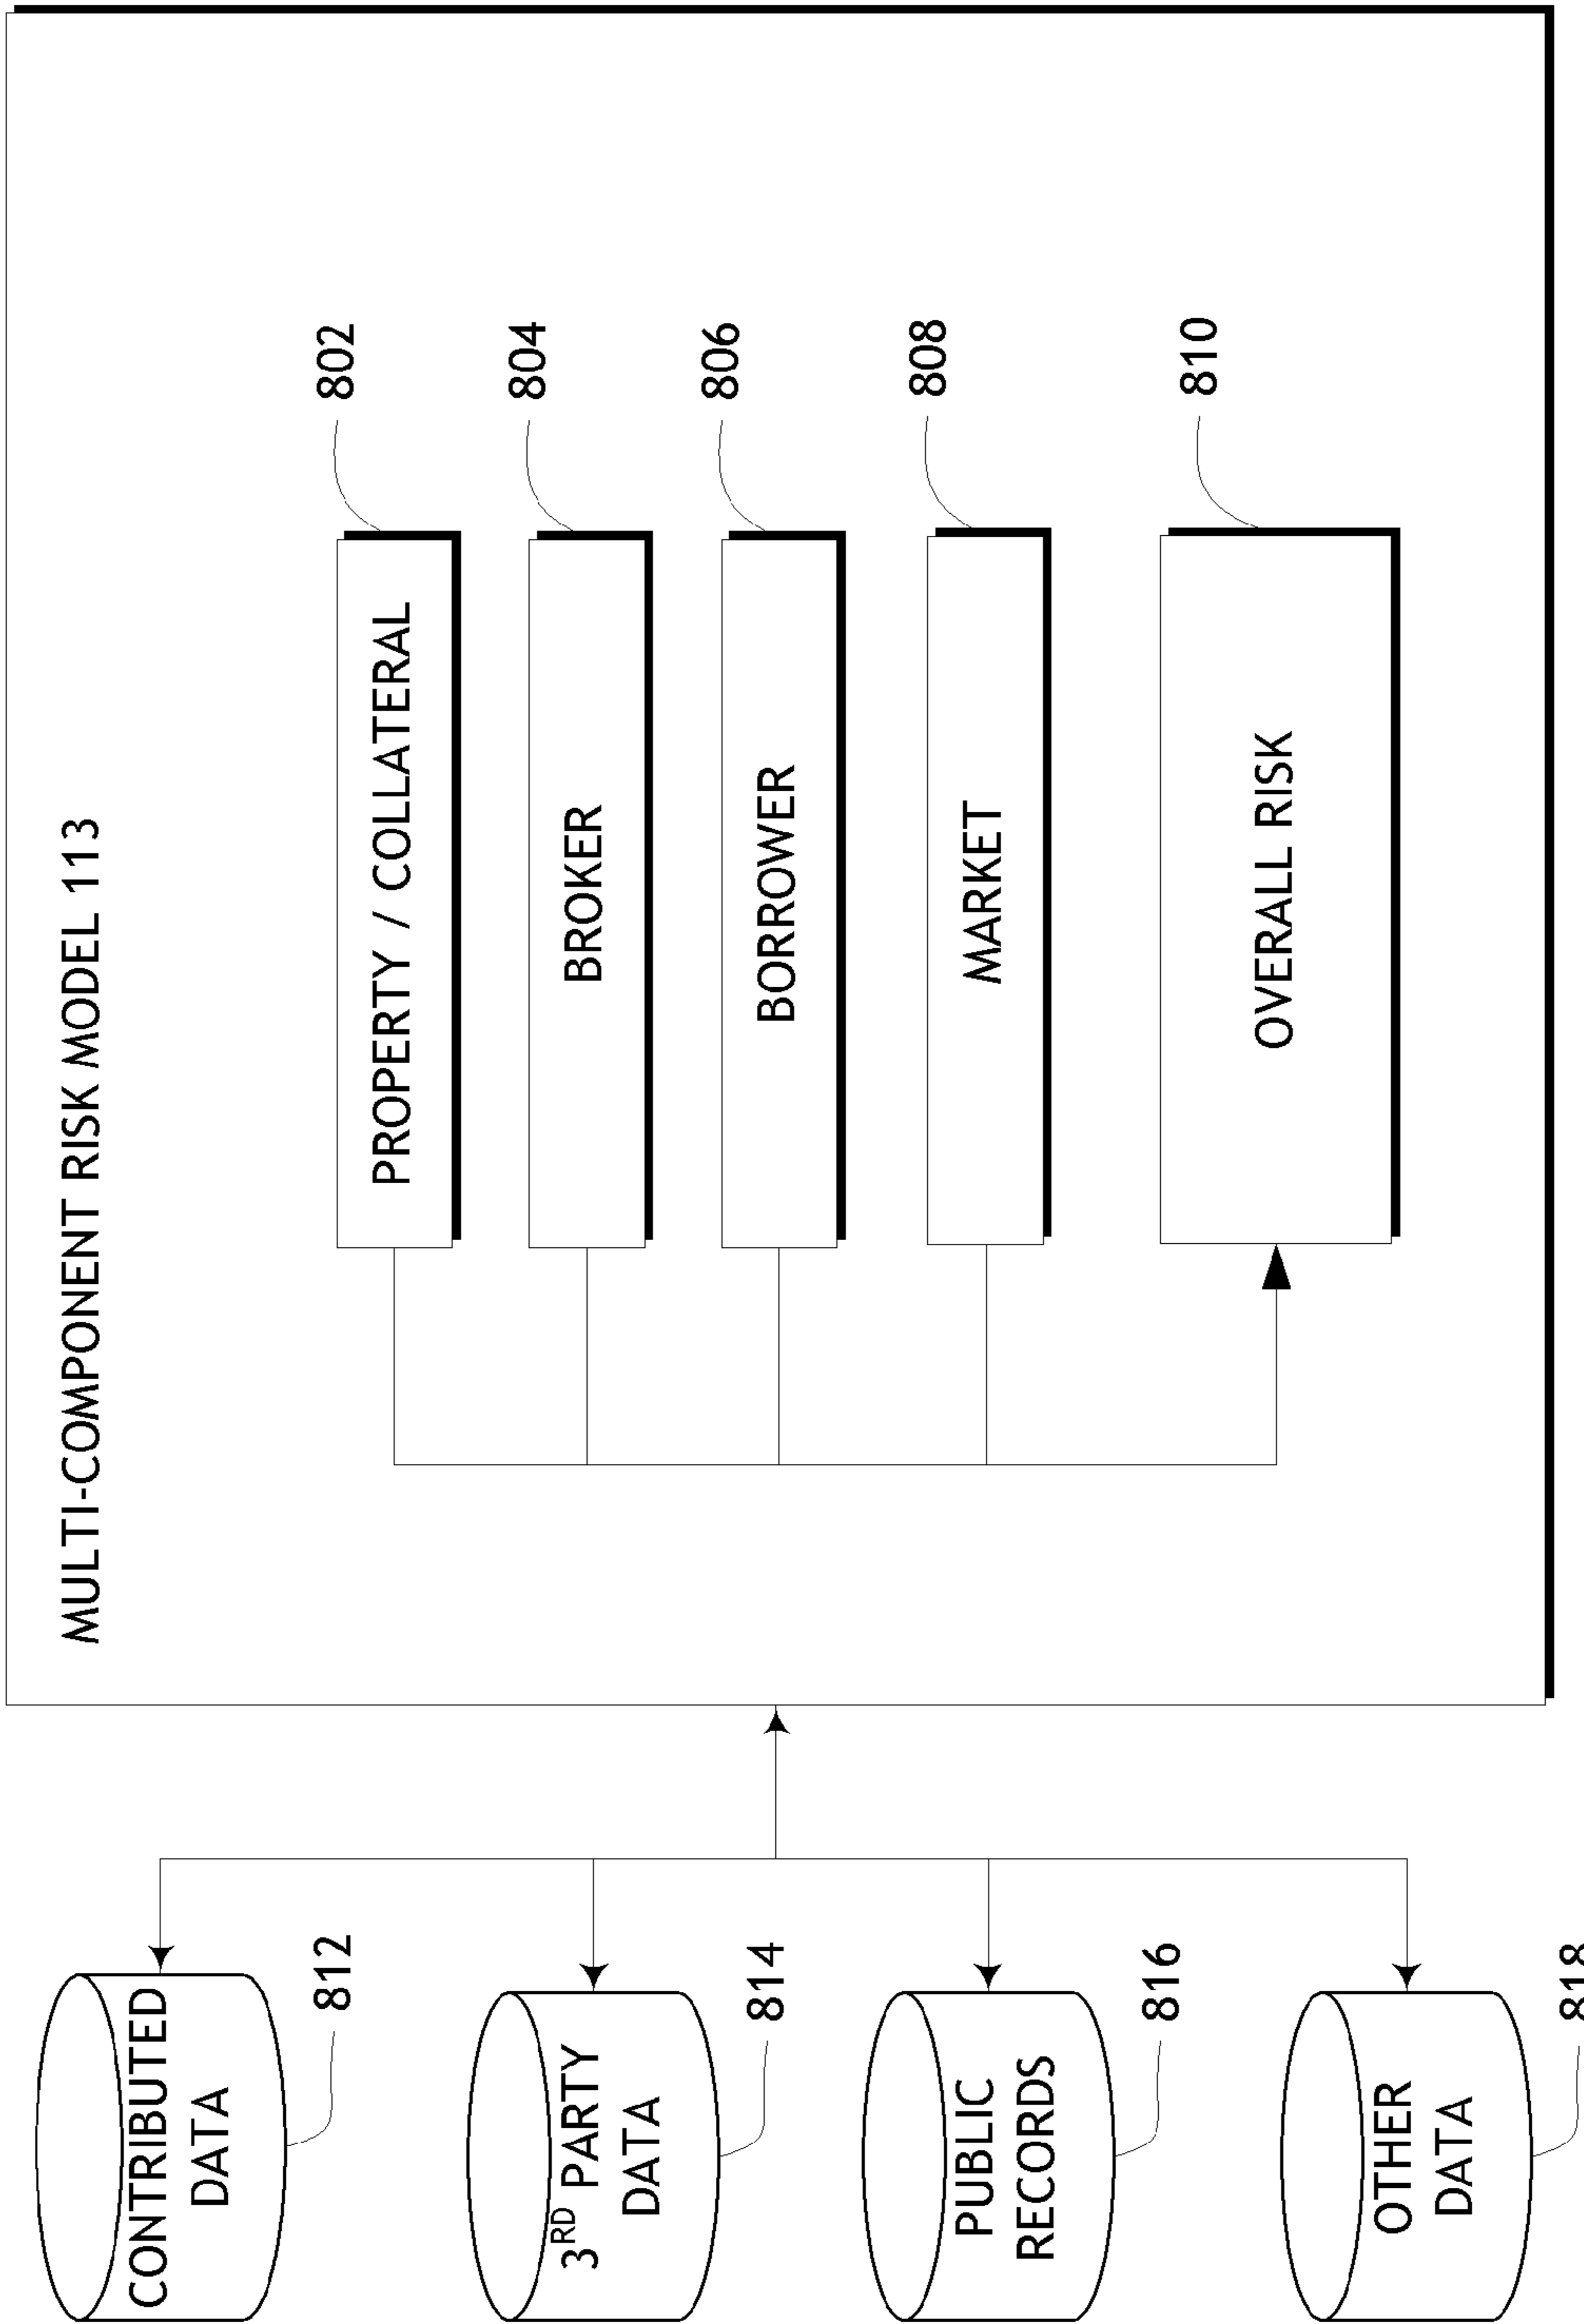 MULTI-COMPONENT RISK MODEL 113
CONTRIBUTED
DATA
812
3RD PARTY
DATA
814
PUBLIC
RECORDS
816
OTHER
DATA
818
PROPERTY / COLLATERAL
802
BROKER
804
BORROWER
806
MARKET
808
OVERALL RISK
810